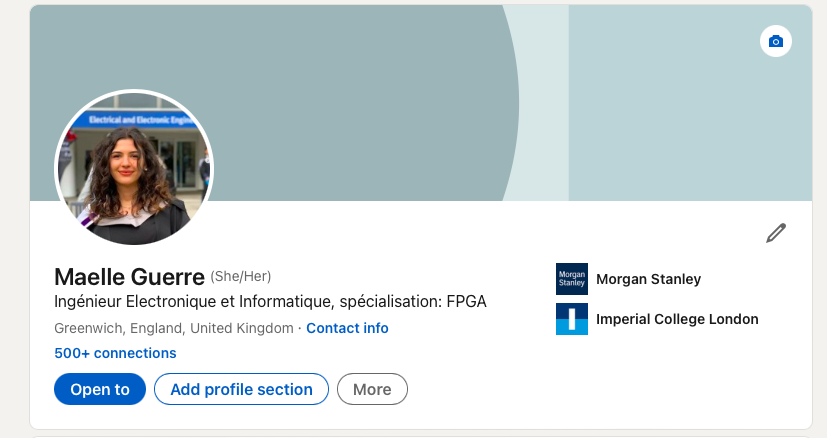 Electrical and Electronic Engine
Maelle Guerre (She/Her)
Ingénieur Electronique et Informatique, spécialisation: FPGA
Greenwich, England, United Kingdom · Contact info
500+ connections
Open to
Add profile section
More
Morgan
Stanley
Morgan Stanley
Imperial College London